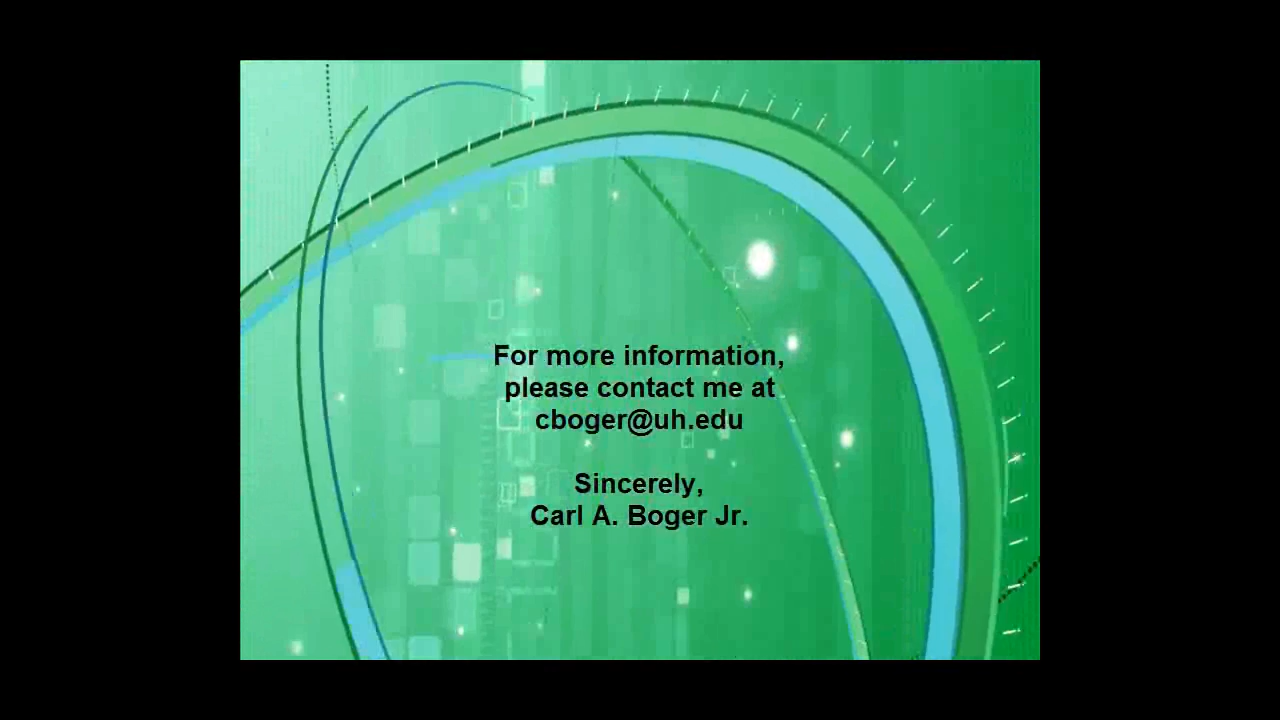 For more information,
please contact me at
cboger@uh.edu
Sincerely,
Carl A. Boger Jr.